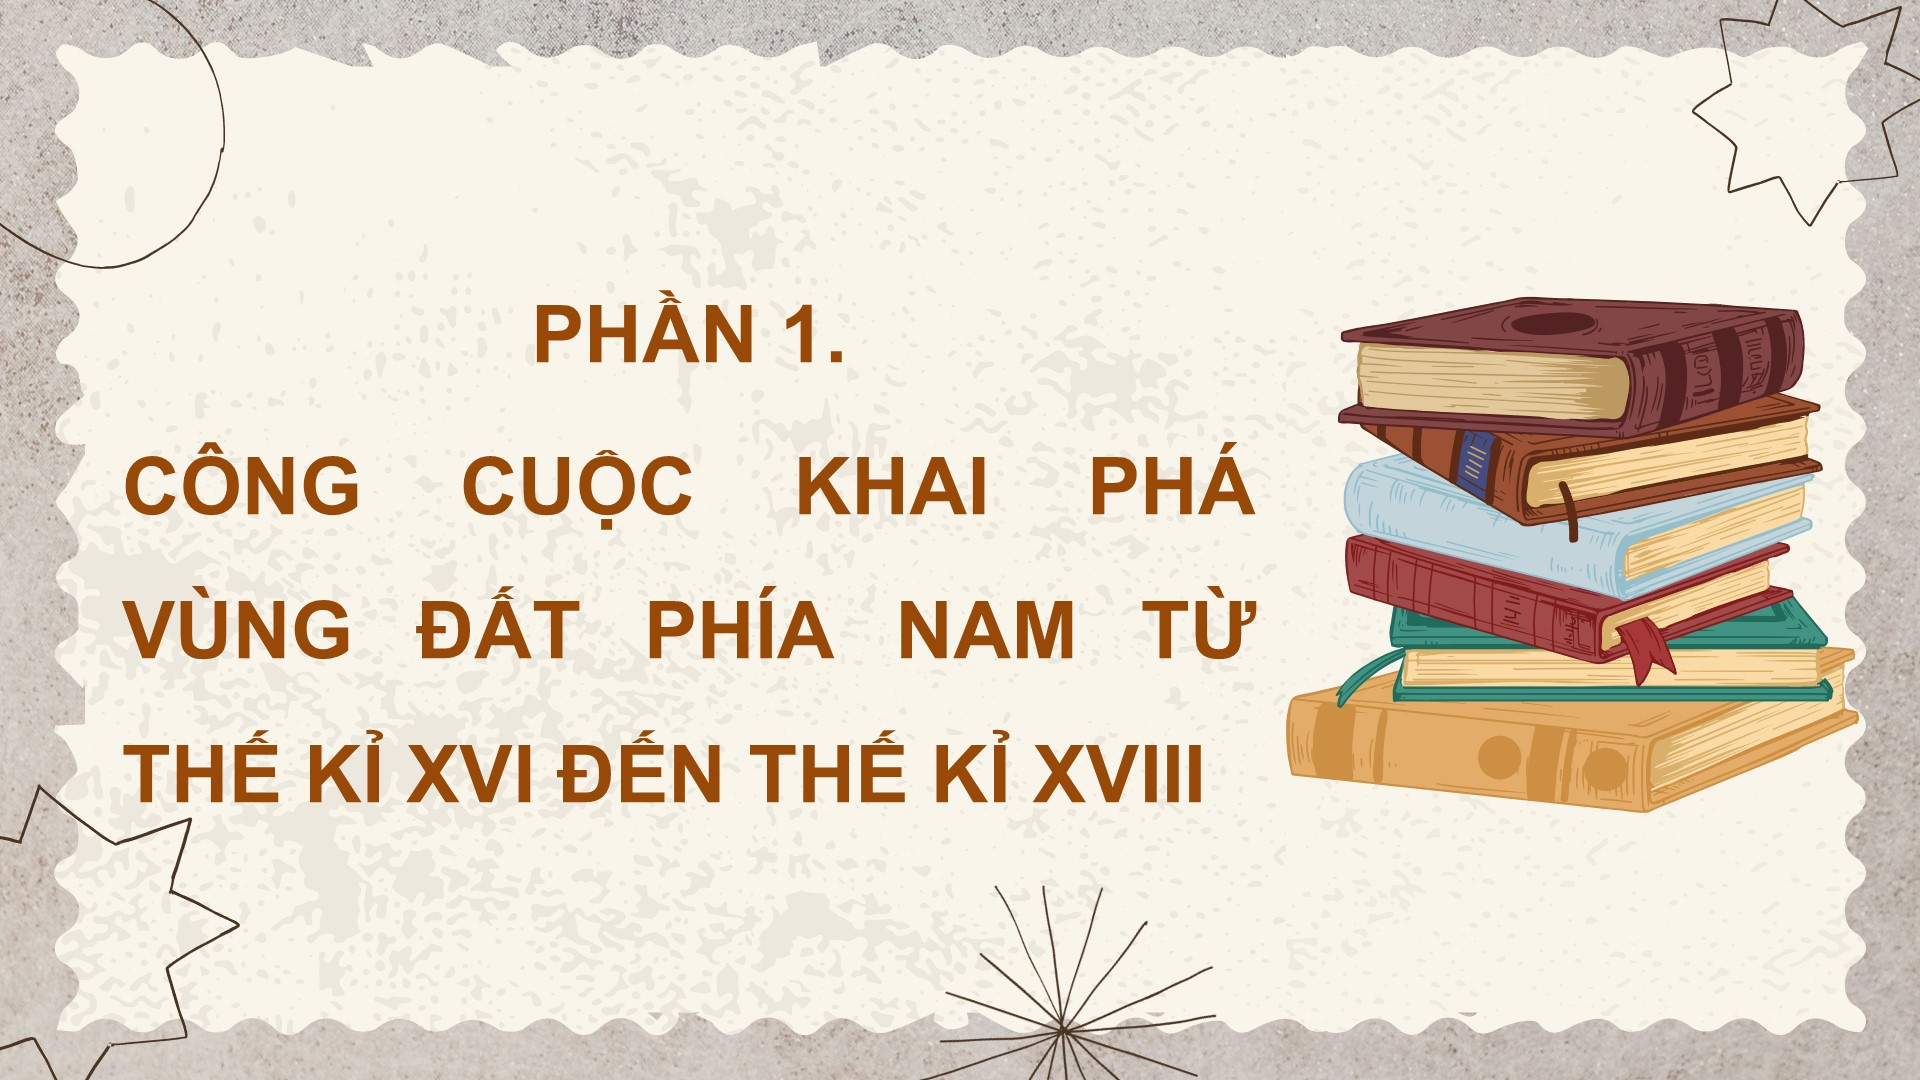 PHẦN 1.
CÔNG CUỘC KHAI PHÁ
VÙNG ĐẤT PHÍA NAM TỪ
THẾ KỈ XVI ĐẾN THẾ KỈ XVIII